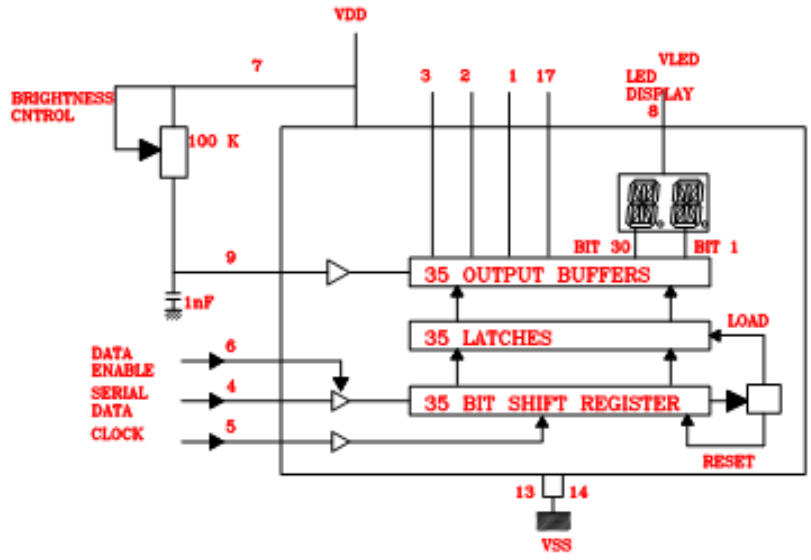 VDD
7
3 2 1 17
VLED
LED
DISPLAY
8
BRIGHTNESS
CNTROL
100 K
BIT 30 BIT 1
9
35 OUTPUT BUFFERS
1nF
LOAD
35 LATCHES
DATA
ENABLE
6
SERIAL
DATA
4
35 BIT SHIFT REGISTER
CLOCK
5
RESET
13 14
VSS